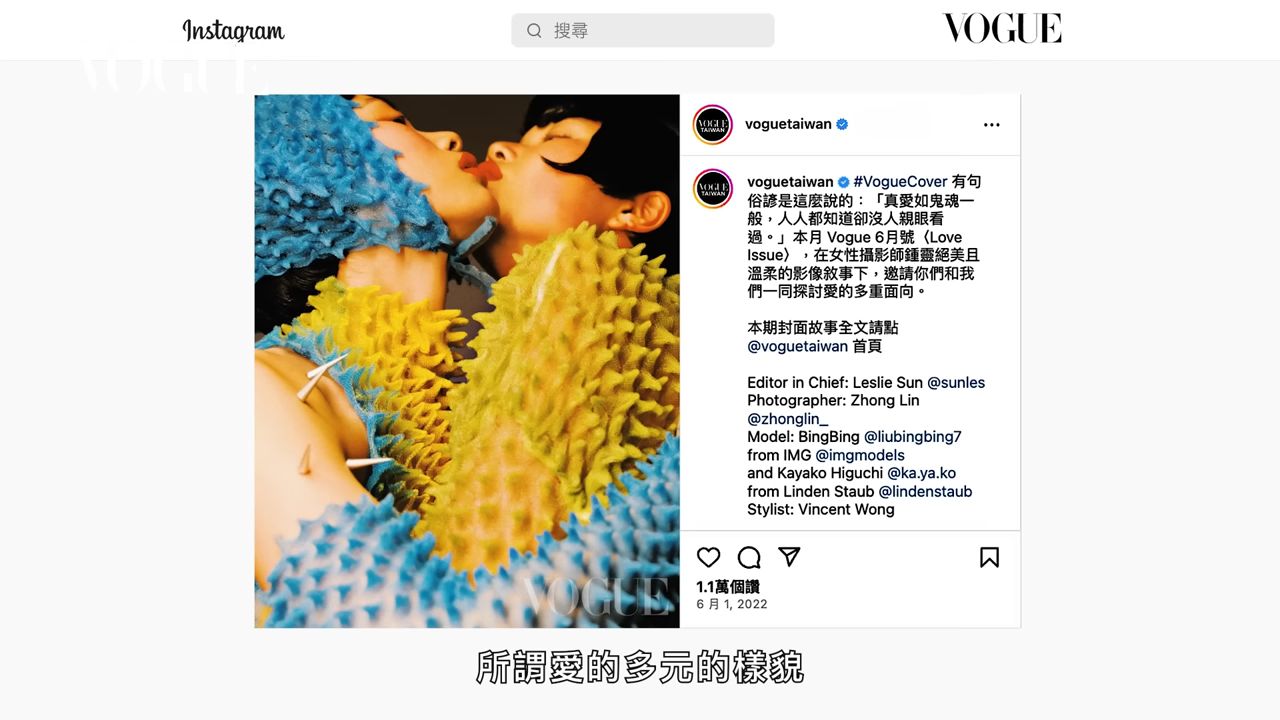 Instagram
搜尋
VOGUE
VOGUE
VOGUE
TAIWAN
voguetaiwan
VOGUE
TAIWAN
voguetaiwan #VogueCover 有句
俗諺是這麼說的：「真愛如鬼魂一
般，人人都知道卻沒人親眼看
過。」本月 Vogue 6月號〈Love
Issue〉，在女性攝影師鍾靈絕美且
溫柔的影像敘事下，邀請你們和我
們一同探討愛的多重面向。
本期封面故事全文請點
@voguetaiwan 首頁
Editor in Chief: Leslie Sun @sunles
Photographer: Zhong Lin
@zhonglin_
Model: BingBing @liubingbing7
from IMG @imgmodels
and Kayako Higuchi @ka.ya.ko
from Linden Staub @lindenstaub
Stylist: Vincent Wong
VOGUE
1.1萬個讚
6 月 1, 2022
所謂愛的多元的樣貌